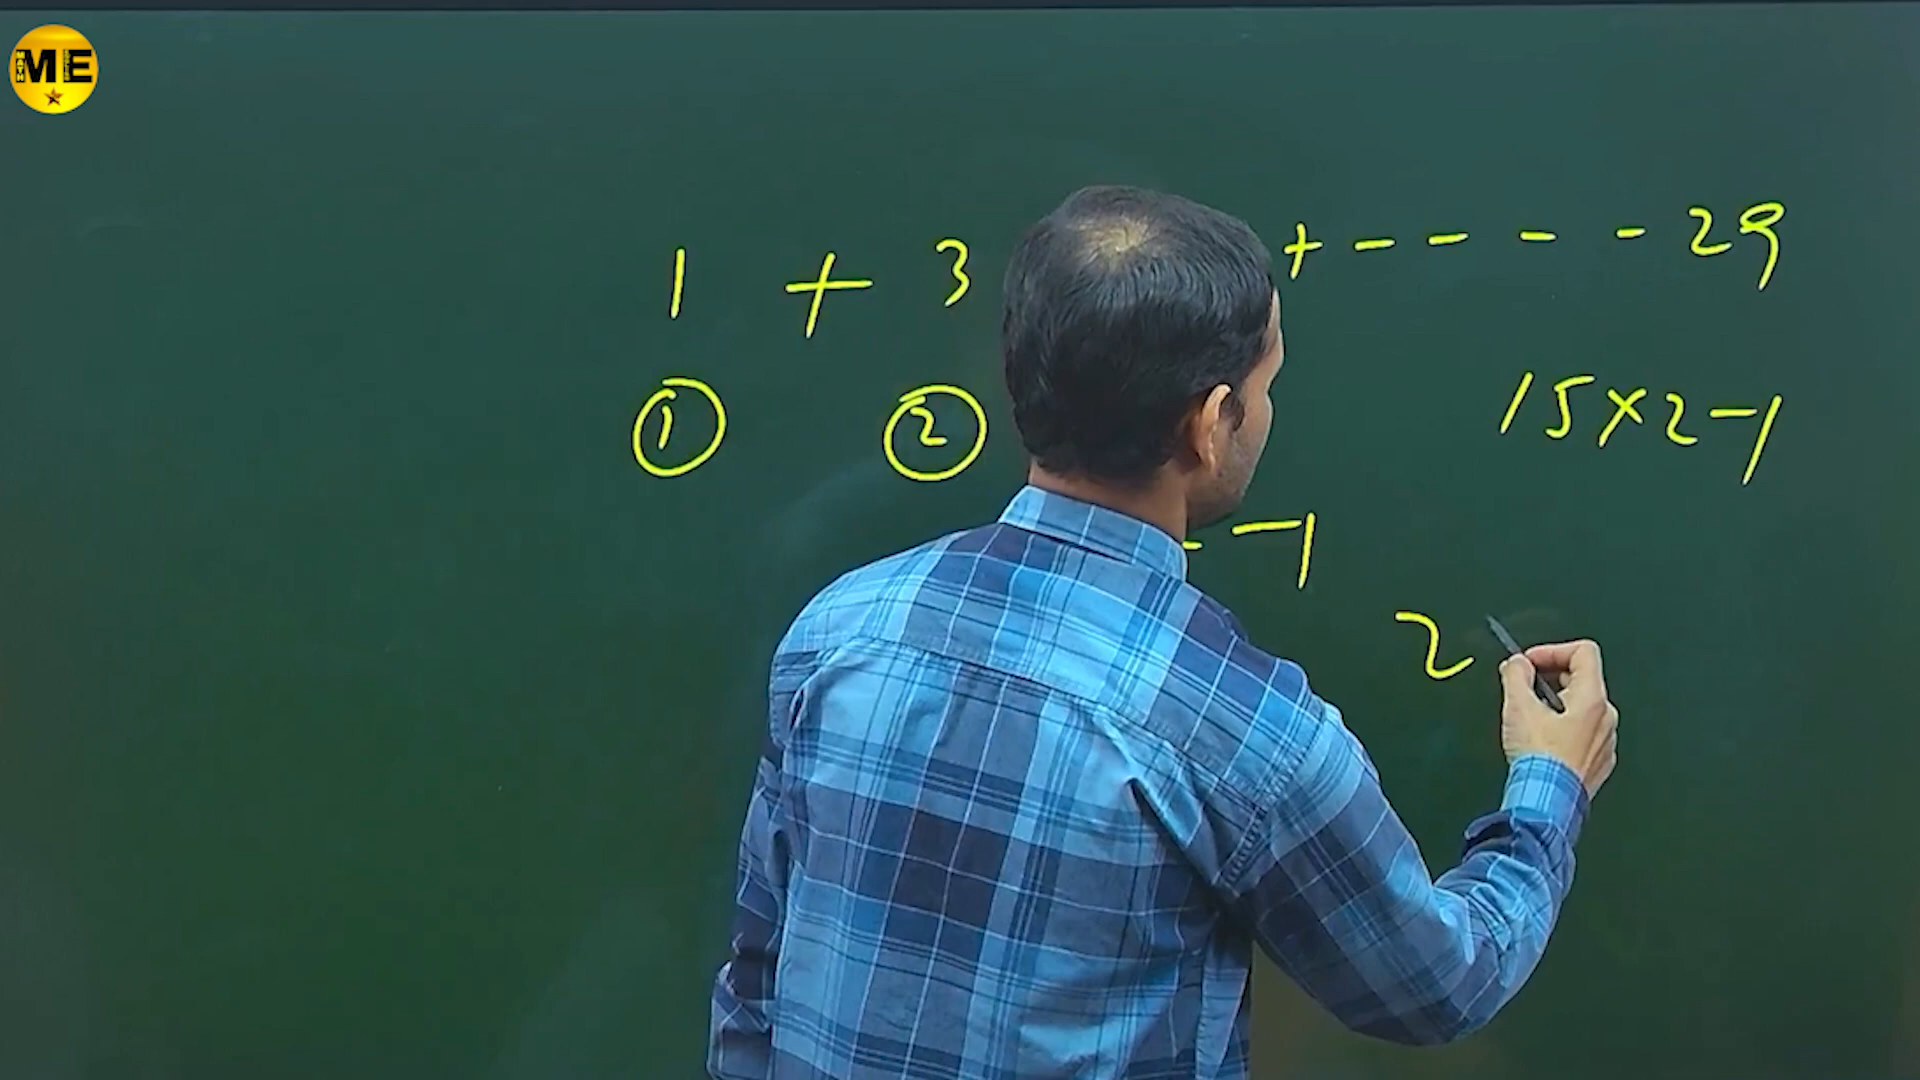 ME
1 + 3 + - - - - 29
① ② 15×2-1
- -1
2